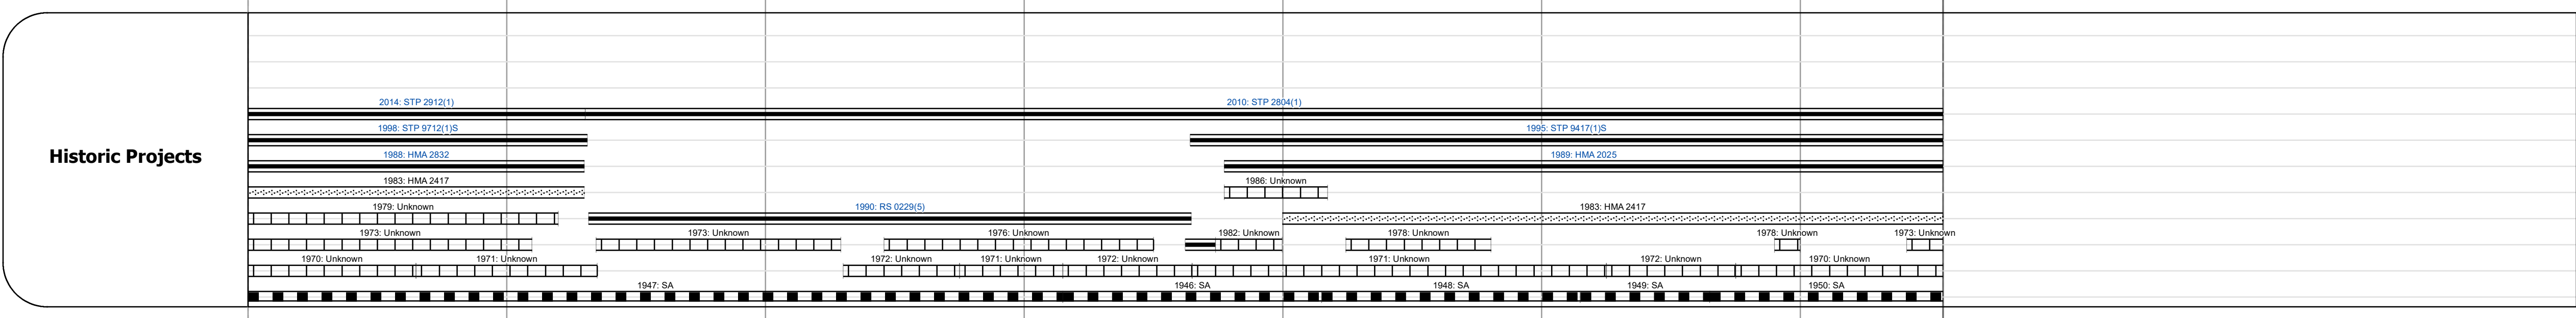 2014: STP 2912(1) 2010: STP 2804(1)
1998: STP 9712(1)S 1995: STP 9417(1)S
Historic Projects
1988: HMA 2832 1989: HMA 2025
1983: HMA 2417 1986: Unknown
1979: Unknown 1990: RS 0229(5) 1983: HMA 2417
1973: Unknown 1973: Unknown 1976: Unknown 1982: Unknown 1978: Unknown 1978: Unknown 1973: Unknown
1970: Unknown 1971: Unknown 1972: Unknown 1971: Unknown 1972: Unknown 1971: Unknown 1972: Unknown 1970: Unknown
1947: SA 1946: SA 1948: SA 1949: SA 1950: SA